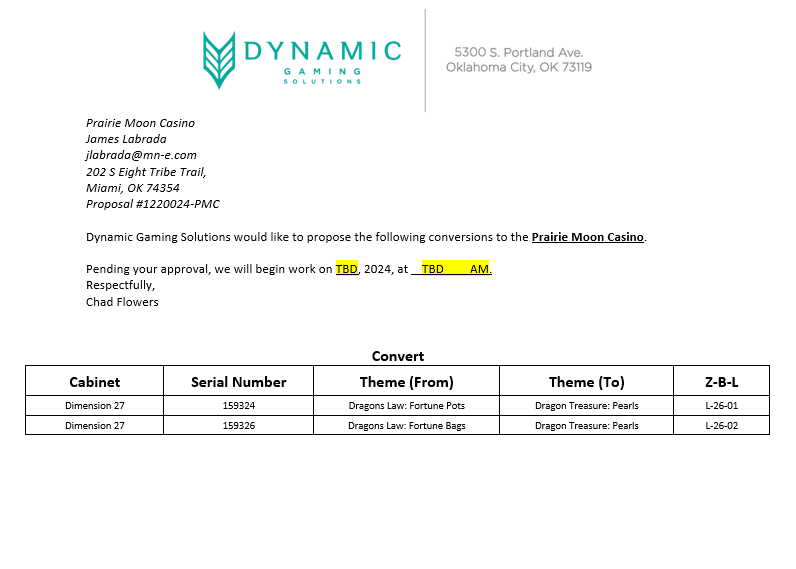 DYNAMIC
GAMING
SOLUTIONS
5300 S. Portland Ave.
Oklahoma City, OK 73119
Prairie Moon Casino
James Labrada
jlabrada@mn-e.com
202 S Eight Tribe Trail,
Miami, OK 74354
Proposal #1220024-PMC
Dynamic Gaming Solutions would like to propose the following conversions to the Prairie Moon Casino.
Pending your approval, we will begin work on TBD, 2024, at TBD AM.
Respectfully,
Chad Flowers
Convert
Cabinet Serial Number Theme (From) Theme (To) Z-B-L
Dimension 27 159324 Dragons Law: Fortune Pots Dragon Treasure: Pearls L-26-01
Dimension 27 159326 Dragons Law: Fortune Bags Dragon Treasure: Pearls L-26-02